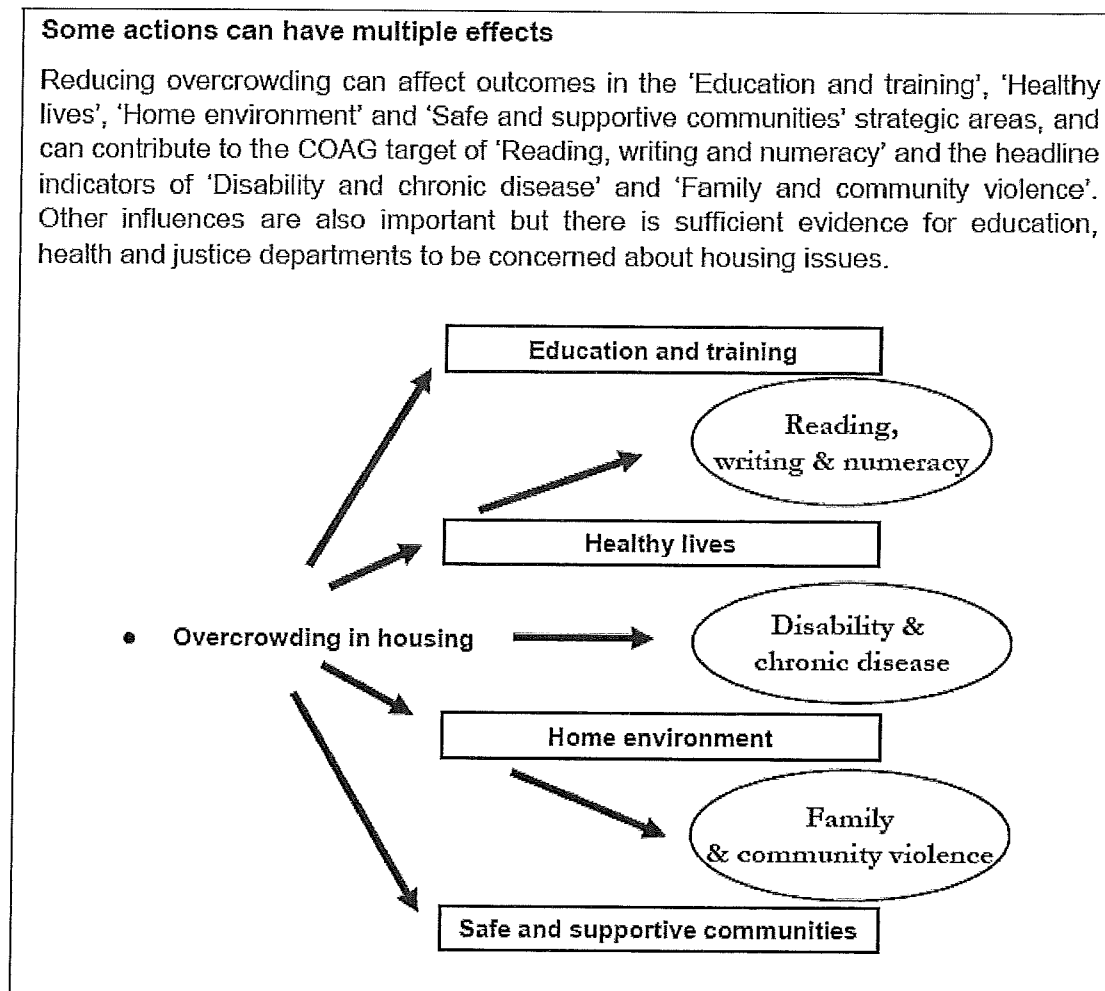 Some actions can have multiple effects
Reducing overcrowding can affect outcomes in the ‘Education and training’, ‘Healthy
lives’, ‘Home environment’ and ‘Safe and supportive communities’ strategic areas, and
can contribute to the COAG target of ‘Reading, writing and numeracy’ and the headline
indicators of ‘Disability and chronic disease’ and ‘Family and community violence’.
Other influences are also important but there is sufficient evidence for education,
health and justice departments to be concerned about housing issues.
Education and training
Reading,
writing & numeracy
Healthy lives
• Overcrowding in housing
Disability &
chronic disease
Home environment
Family
& community violence
Safe and supportive communities